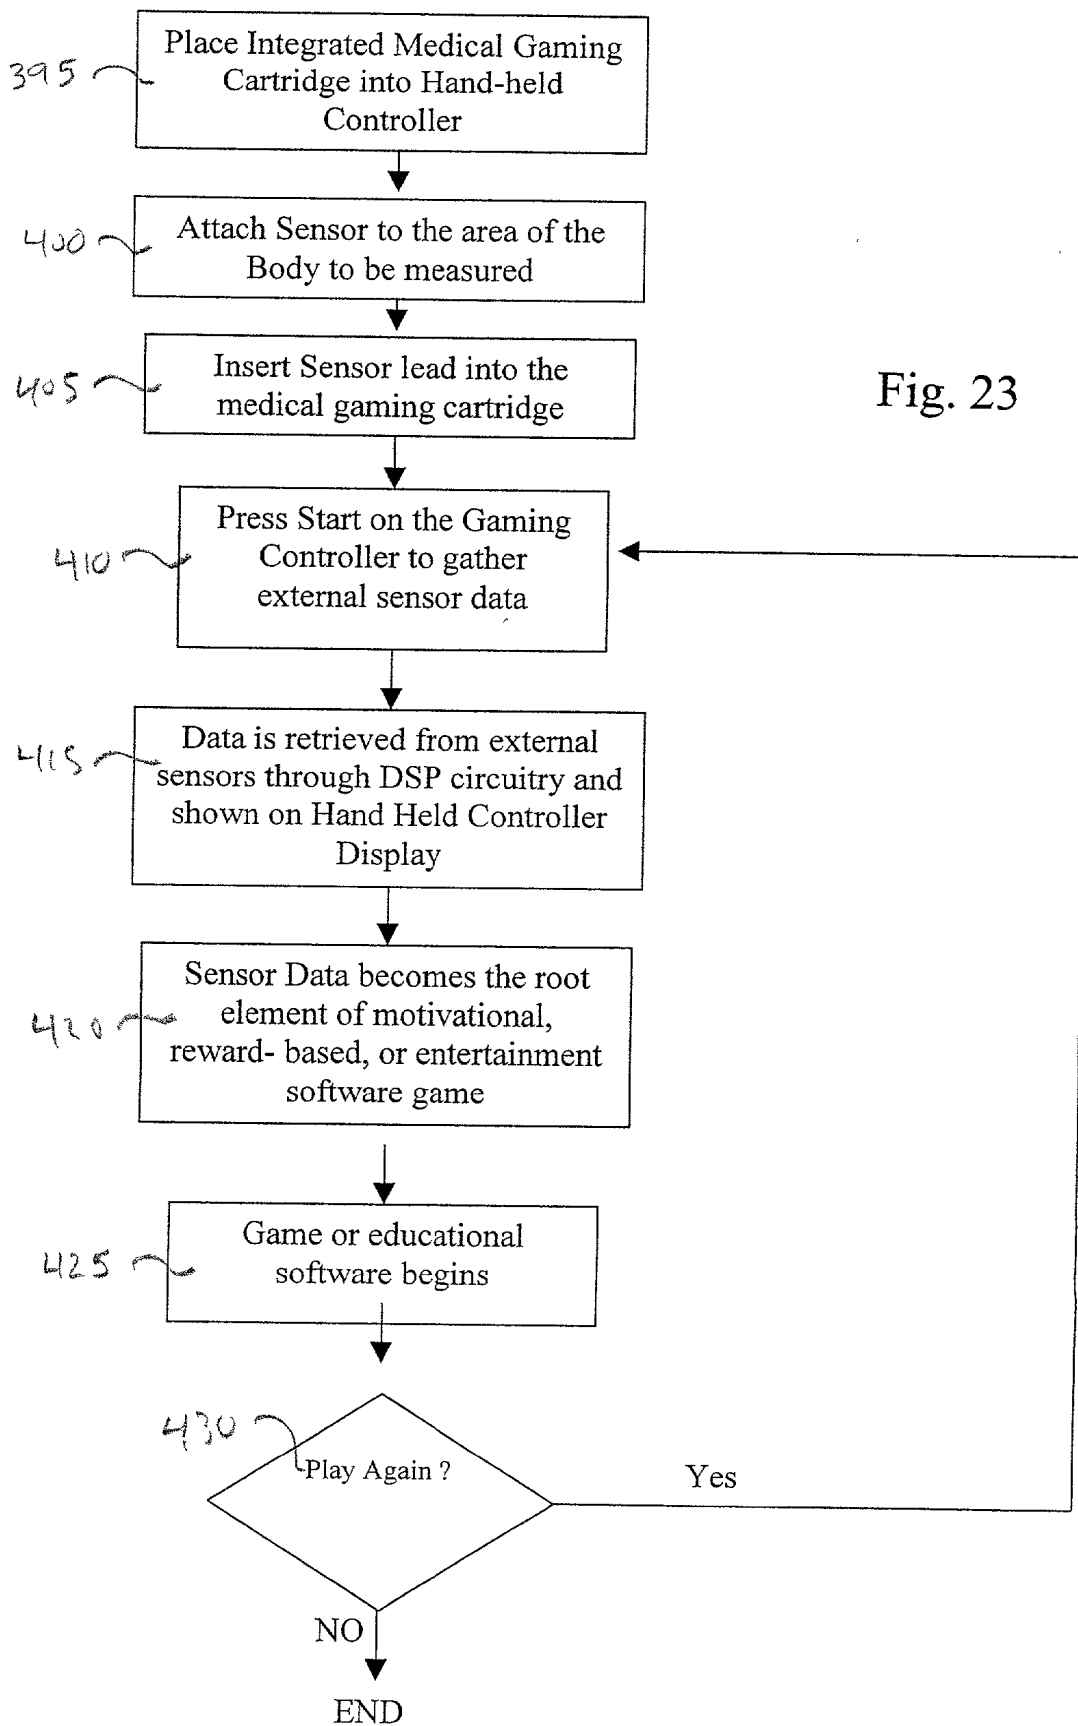 Place Integrated Medical Gaming
Cartridge into Hand-held
Controller
395
Attach Sensor to the area of the
Body to be measured
400
Insert Sensor lead into the
medical gaming cartridge
405
Fig. 23
Press Start on the Gaming
Controller to gather
external sensor data
410
Data is retrieved from external
sensors through DSP circuitry and
shown on Hand Held Controller
Display
415
Sensor Data becomes the root
element of motivational,
reward- based, or entertainment
software game
420
Game or educational
software begins
425
430
Play Again ?
Yes
NO
END